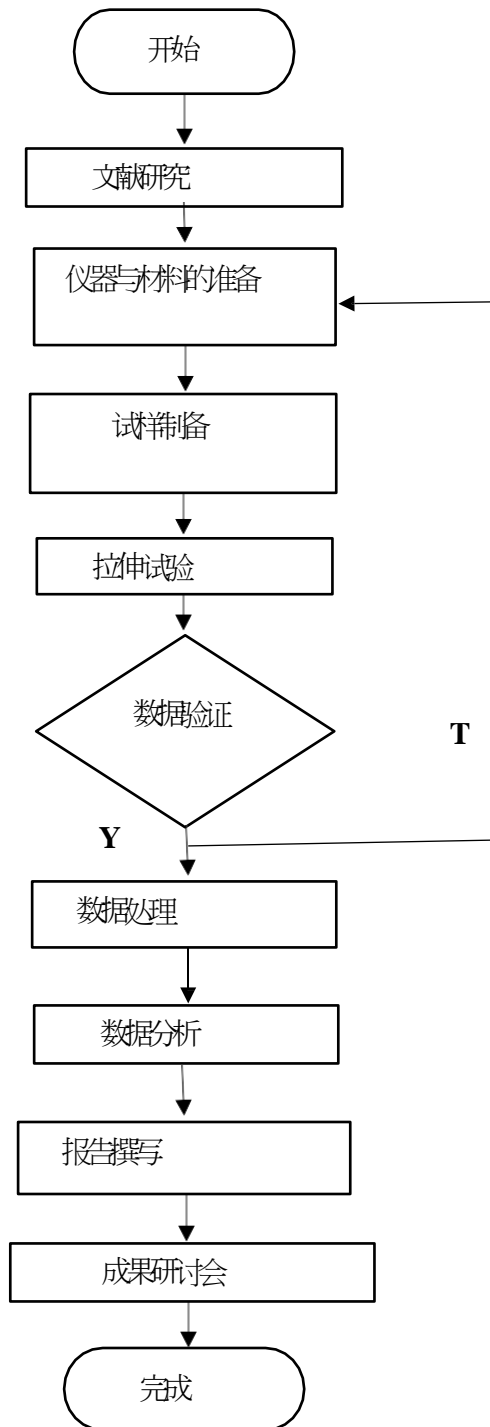 开始
文献研究
仪器与材料的准备
试样制备
拉伸试验
数据验证
T
Y
数据处理
数据分析
报告撰写
成果研讨会
完成